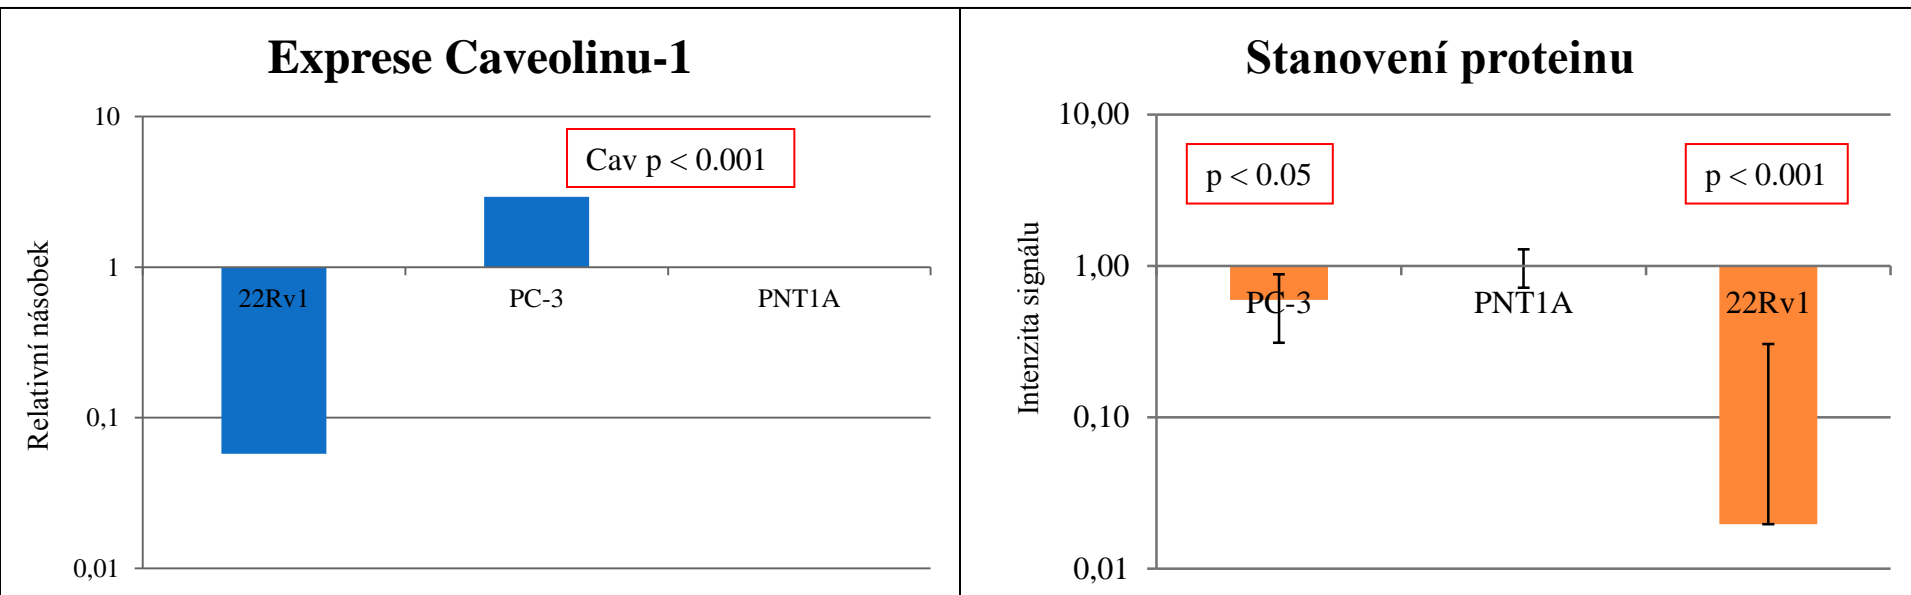 Exprese Caveolinu-1
10
Cav p < 0.001
Relativní násobek
1
22Rv1
PC-3
PNT1A
0,1
0,01
Stanovení proteinu
10,00
p < 0.05
p < 0.001
Intenzita signálu
1,00
PC-3
PNT1A
22Rv1
0,10
0,01